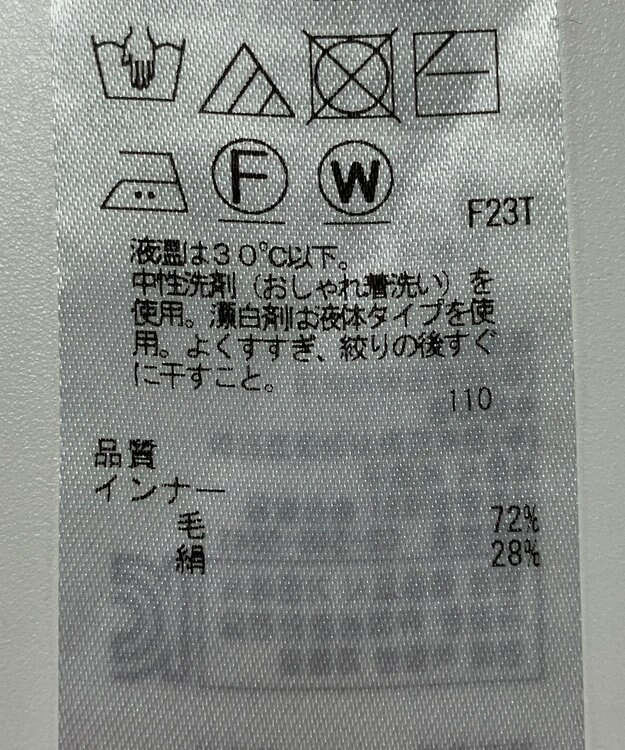 F
W
F23T
液温は30℃以下。
中性洗剤（おしゃれ着洗い）を
使用。漂白剤は液体タイプを使
用。よくすすぎ、絞りの後すぐ
に干すこと。
110
品質
インナー
毛 72%
絹 28%